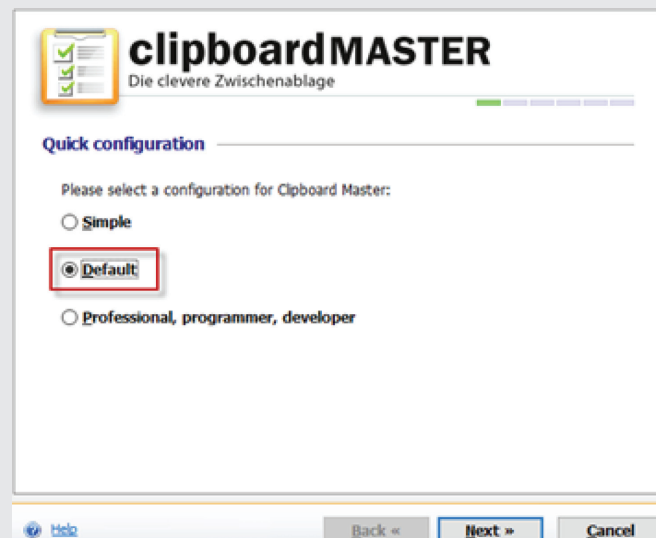 clipboardMASTER
Die clevere Zwischenablage
Quick configuration
Please select a configuration for Clipboard Master:
Simple
Default
Professional, programmer, developer
Help
Back «
Next »
Cancel